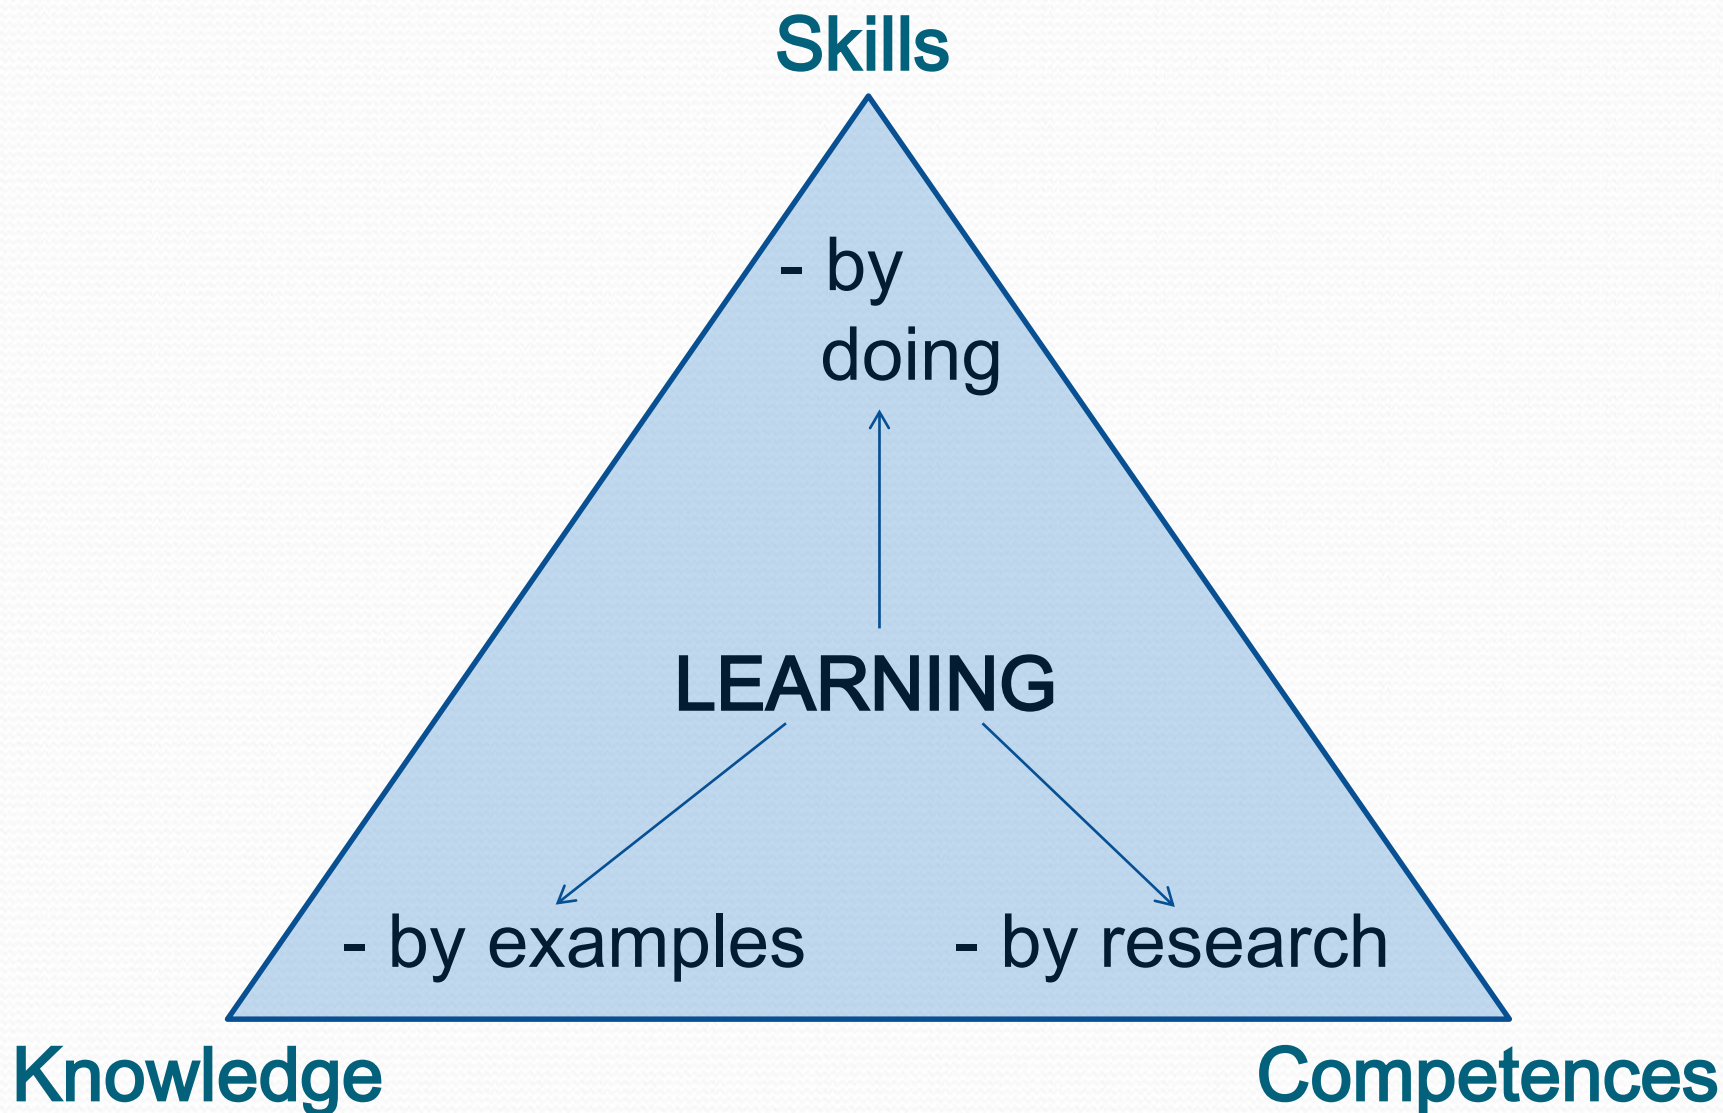 Skills
- by
doing
LEARNING
- by examples
- by research
Knowledge
Competences